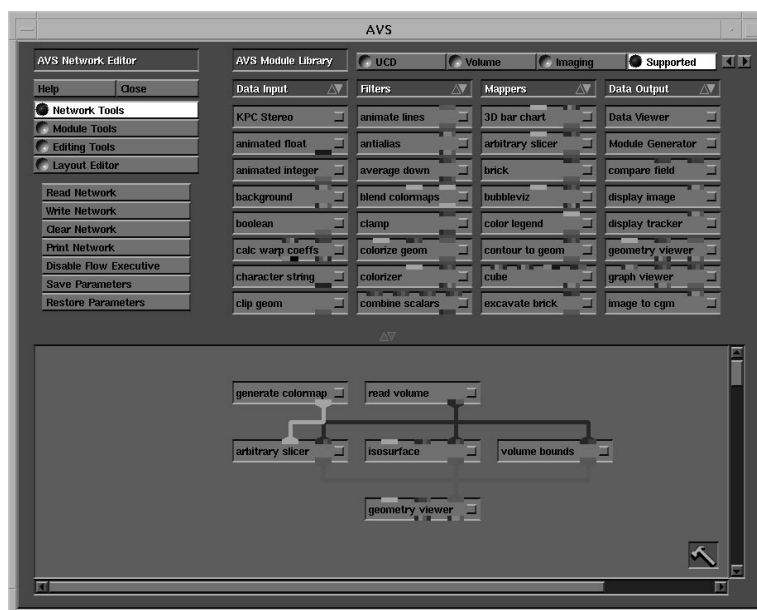 AVS
AVS Network Editor
AVS Module Library
UCD
Volume
Imaging
Supported
Help
Close
Data Input
Filters
Mappers
Data Output
Network Tools
Module Tools
Editing Tools
Layout Editor
Read Network
Write Network
Clear Network
Print Network
Disable Flow Executive
Save Parameters
Restore Parameters
KPC Stereo
animate lines
3D bar chart
Data Viewer
animated float
antialias
arbitrary slicer
Module Generator
animated integer
average down
brick
compare field
background
blend colormaps
bubbleviz
display image
boolean
clamp
color legend
display tracker
calc warp coeffs
colorize geom
contour to geom
geometry viewer
character string
colorizer
cube
graph viewer
clip geom
combine scalars
excavate brick
image to cgm
generate colormap
read volume
arbitrary slicer
isosurface
volume bounds
geometry viewer